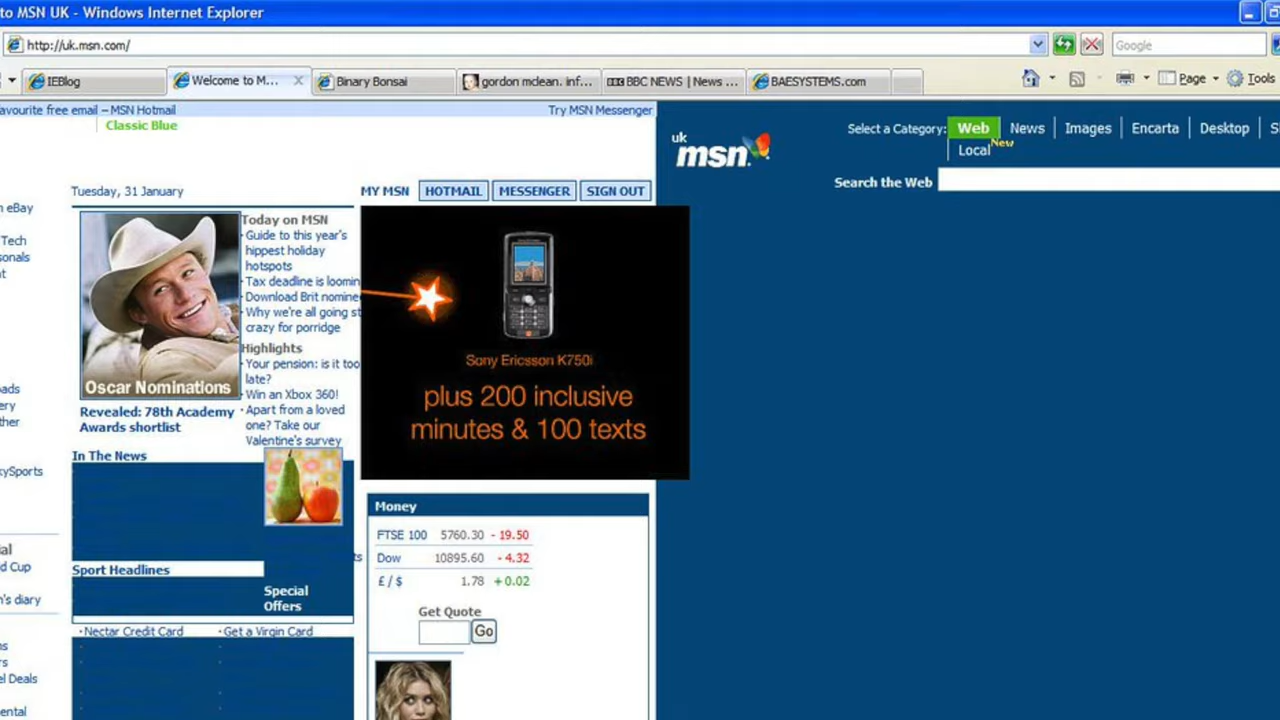 to MSN UK - Windows Internet Explorer
http://uk.msn.com/
Google
IEBlog
Welcome to M...
Binary Bonsai
gordon mclean. inf...
BBC NEWS | News ...
BAESYSTEMS.com
Page
Tools
avourite free email – MSN Hotmail
Try MSN Messenger
Classic Blue
uk
msn
Select a Category:
Web
News
Images
Encarta
Desktop
Local
New
Search the Web
Tuesday, 31 January
MY MSN
HOTMAIL
MESSENGER
SIGN OUT
n eBay
Tech
sonals
nt
oads
ery
ther
kySports
ial
d Cup
n's diary
ns
rs
el Deals
ental
Oscar Nominations
Revealed: 78th Academy
Awards shortlist
Today on MSN
Guide to this year's
hippest holiday
hotspots
Tax deadline is loomin
Download Brit nomine
Why we're all going st
crazy for porridge
Highlights
Your pension: is it too
late?
Win an Xbox 360!
Apart from a loved
one? Take our
Valentine's survey
In The News
Sport Headlines
Special
Offers
Nectar Credit Card
Get a Virgin Card
Sony Ericsson K750i
plus 200 inclusive
minutes & 100 texts
Money
FTSE 100 5760.30 - 19.50
Dow 10895.60 - 4.32
£ / $ 1.78 + 0.02
Get Quote
Go